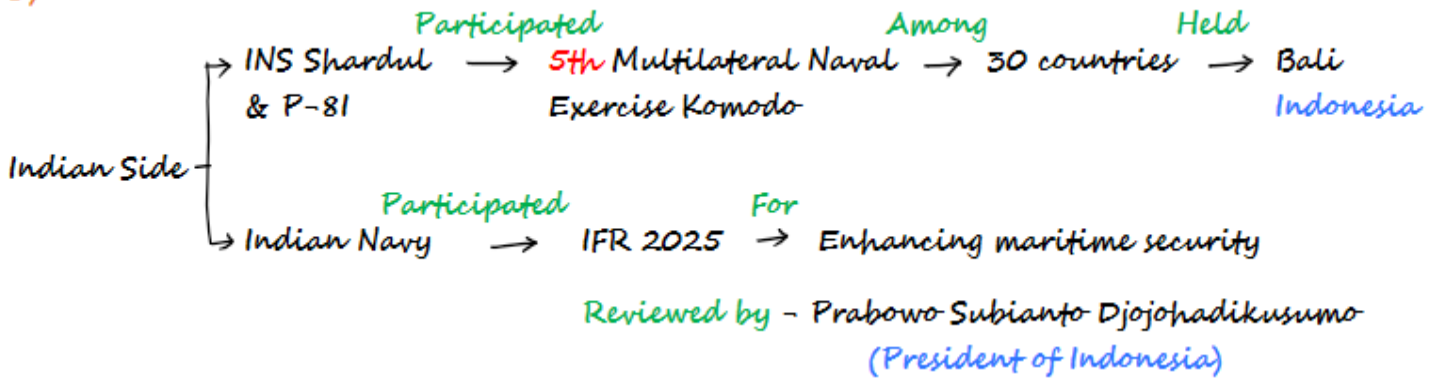 Participated Among Held
INS Shardul → 5th Multilateral Naval → 30 countries → Bali
& P-8I Exercise Komodo Indonesia
Indian Side
Participated For
Indian Navy → IFR 2025 → Enhancing maritime security
Reviewed by - Prabowo Subianto Djojohadikusumo
(President of Indonesia)